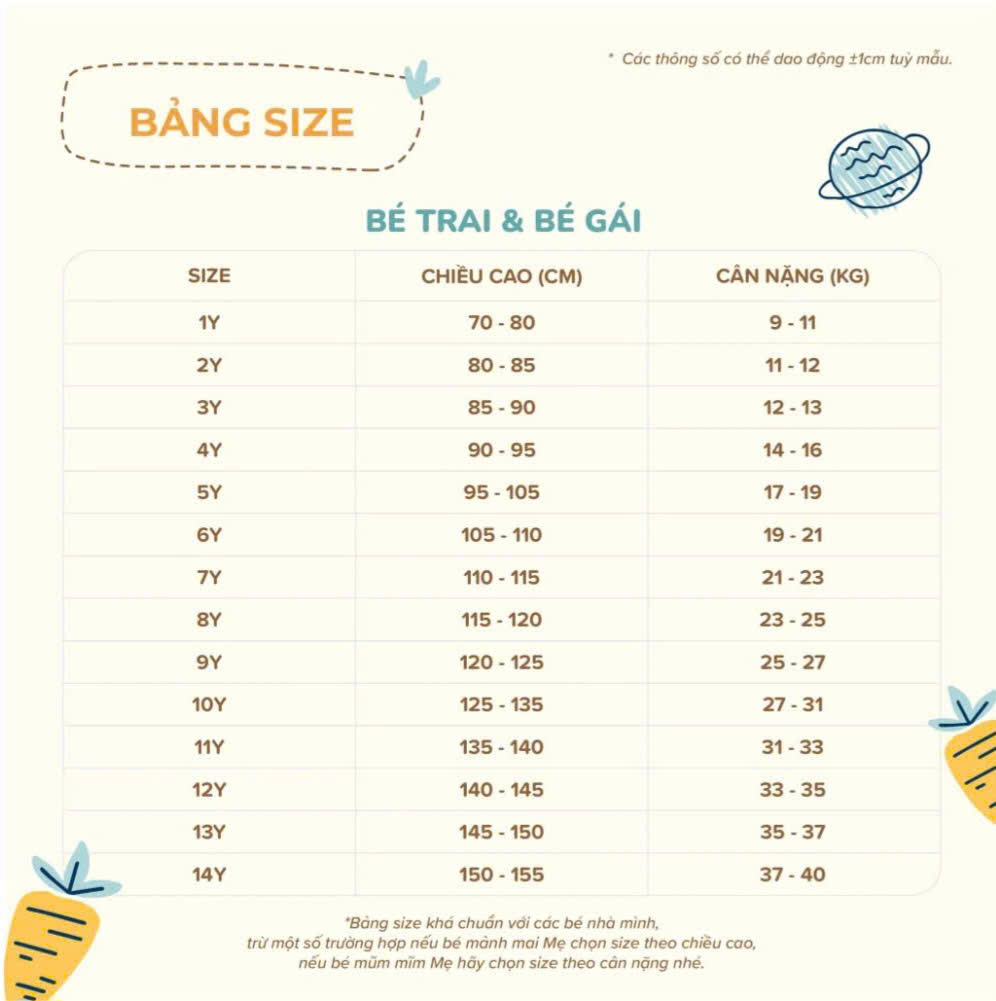 * Các thông số có thể dao động ±1cm tuỳ mẫu.
BẢNG SIZE
BÉ TRAI & BÉ GÁI
SIZE CHIỀU CAO (CM) CÂN NẶNG (KG)
1Y 70 - 80 9 - 11
2Y 80 - 85 11 - 12
3Y 85 - 90 12 - 13
4Y 90 - 95 14 - 16
5Y 95 - 105 17 - 19
6Y 105 - 110 19 - 21
7Y 110 - 115 21 - 23
8Y 115 - 120 23 - 25
9Y 120 - 125 25 - 27
10Y 125 - 135 27 - 31
11Y 135 - 140 31 - 33
12Y 140 - 145 33 - 35
13Y 145 - 150 35 - 37
14Y 150 - 155 37 - 40
*Bảng size khá chuẩn với các bé nhà mình,
trừ một số trường hợp nếu bé mảnh mai Mẹ chọn size theo chiều cao,
nếu bé mũm mĩm Mẹ hãy chọn size theo cân nặng nhé.